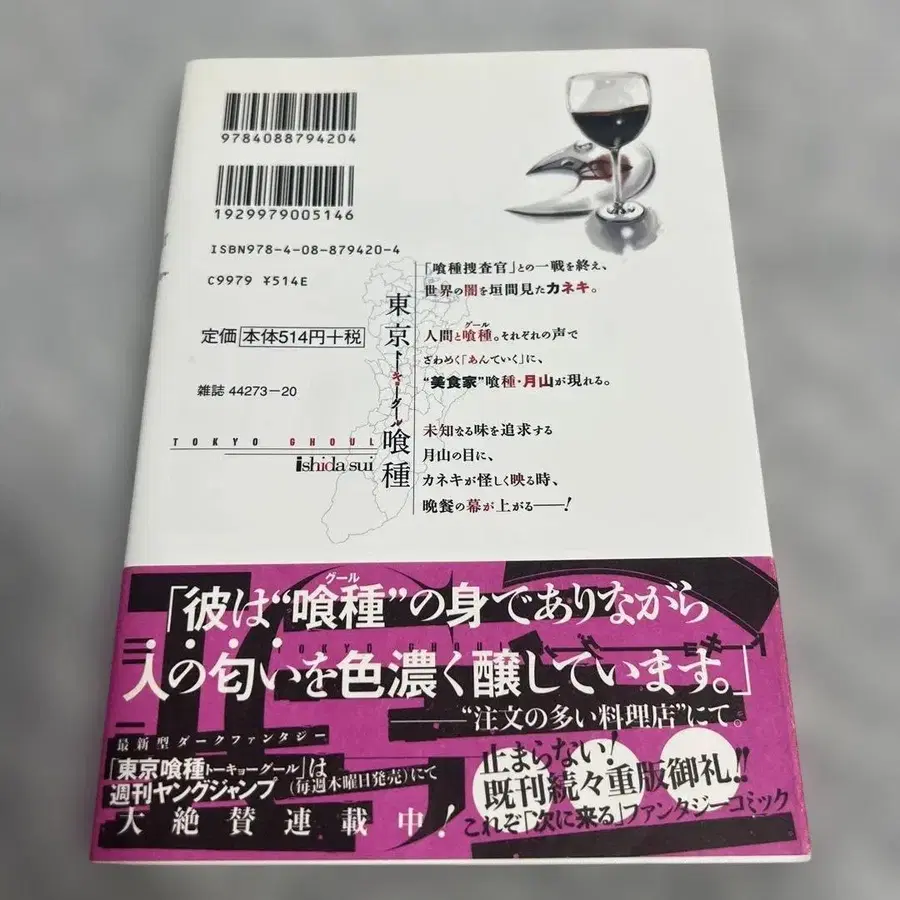 9784088794204
1929979005146
ISBN978-4-08-879420-4
C9979 ¥514E
定価 本体514円+税
雑誌 44273-20
TOKYO GHOUL
ishida sui
東京喰種
トーキョーグール
「喰種捜査官」との一戦を終え、
世界の闇を垣間見たカネキ。
グール
人間と喰種。それぞれの声で
ざわめく「あんていく」に、
“美食家”喰種・月山が現れる。
未知なる味を追求する
月山の目に、
カネキが怪しく映る時、
晩餐の幕が上がる——!
グール
「彼は“喰種”の身でありながら
TOKYO GHOUL
人の匂いを色濃く醸しています。」
——“注文の多い料理店”にて。
最新型ダークファンタジー
「東京喰種トーキョーグール」は
週刊ヤングジャンプ(毎週木曜日発売)にて
大絶賛連載中!
止まらない!
既刊続々重版御礼!!
これぞ「次に来る」ファンタジーコミック